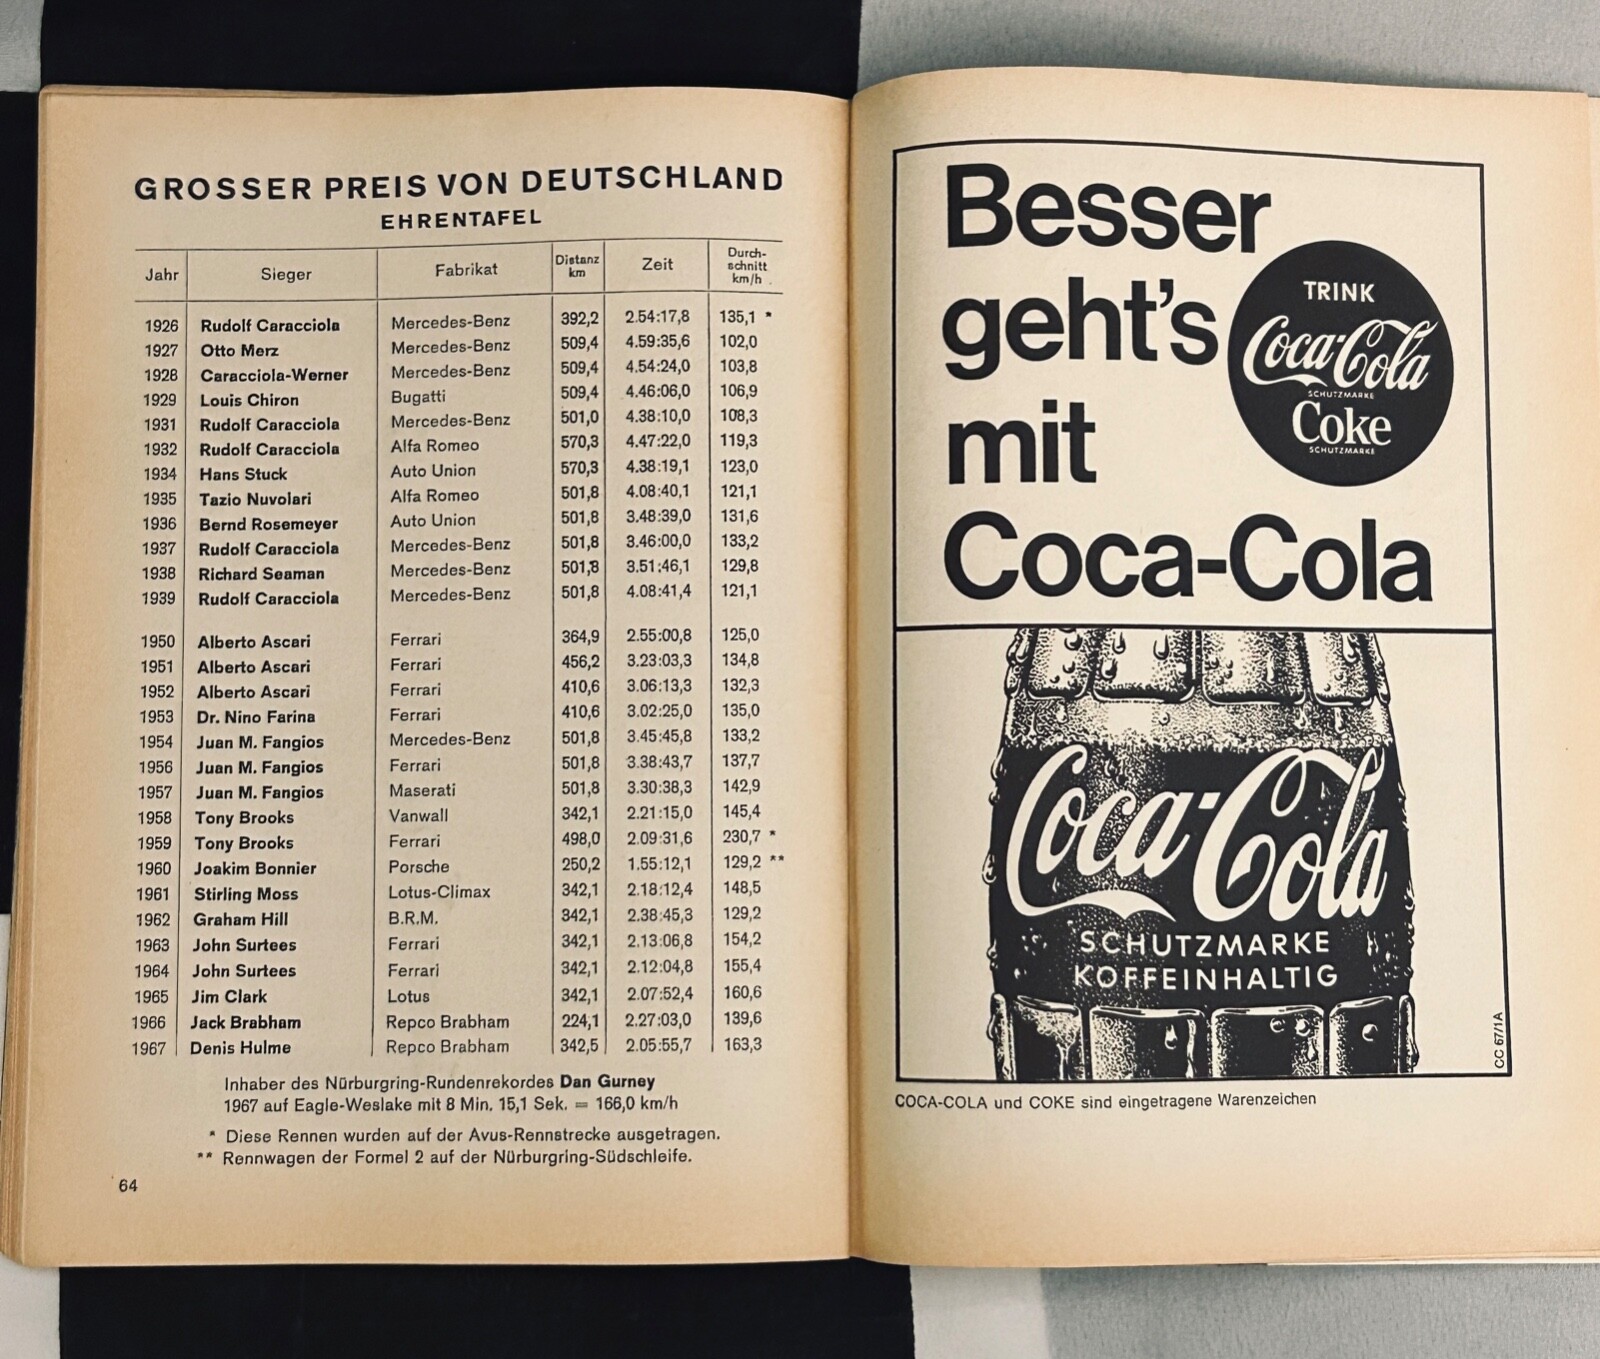 GROSSER PREIS VON DEUTSCHLAND
EHRENTAFEL
Jahr Sieger Fabrikat Distanz km Zeit Durch-schnitt km/h
1926 Rudolf Caracciola Mercedes-Benz 392,2 2.54:17,8 135,1 *
1927 Otto Merz Mercedes-Benz 509,4 4.59:35,6 102,0
1928 Caracciola-Werner Mercedes-Benz 509,4 4.54:24,0 103,8
1929 Louis Chiron Bugatti 509,4 4.46:06,0 106,9
1931 Rudolf Caracciola Mercedes-Benz 501,0 4.38:10,0 108,3
1932 Rudolf Caracciola Alfa Romeo 570,3 4.47:22,0 119,3
1934 Hans Stuck Auto Union 570,3 4.38:19,1 123,0
1935 Tazio Nuvolari Alfa Romeo 501,8 4.08:40,1 121,1
1936 Bernd Rosemeyer Auto Union 501,8 3.48:39,0 131,6
1937 Rudolf Caracciola Mercedes-Benz 501,8 3.46:00,0 133,2
1938 Richard Seaman Mercedes-Benz 501,8 3.51:46,1 129,8
1939 Rudolf Caracciola Mercedes-Benz 501,8 4.08:41,4 121,1
1950 Alberto Ascari Ferrari 364,9 2.55:00,8 125,0
1951 Alberto Ascari Ferrari 456,2 3.23:03,3 134,8
1952 Alberto Ascari Ferrari 410,6 3.06:13,3 132,3
1953 Dr. Nino Farina Ferrari 410,6 3.02:25,0 135,0
1954 Juan M. Fangios Mercedes-Benz 501,8 3.45:45,8 133,2
1956 Juan M. Fangios Ferrari 501,8 3.38:43,7 137,7
1957 Juan M. Fangios Maserati 501,8 3.30:38,3 142,9
1958 Tony Brooks Vanwall 342,1 2.21:15,0 145,4
1959 Tony Brooks Ferrari 498,0 2.09:31,6 230,7 *
1960 Joakim Bonnier Porsche 250,2 1.55:12,1 129,2 **
1961 Stirling Moss Lotus-Climax 342,1 2.18:12,4 148,5
1962 Graham Hill B.R.M. 342,1 2.38:45,3 129,2
1963 John Surtees Ferrari 342,1 2.13:06,8 154,2
1964 John Surtees Ferrari 342,1 2.12:04,8 155,4
1965 Jim Clark Lotus 342,1 2.07:52,4 160,6
1966 Jack Brabham Repco Brabham 224,1 2.27:03,0 139,6
1967 Denis Hulme Repco Brabham 342,5 2.05:55,7 163,3
Inhaber des Nürburgring-Rundenrekordes Dan Gurney
1967 auf Eagle-Weslake mit 8 Min. 15,1 Sek. = 166,0 km/h
* Diese Rennen wurden auf der Avus-Rennstrecke ausgetragen.
** Rennwagen der Formel 2 auf der Nürburgring-Südschleife.
64
Besser
geht's
mit
Coca-Cola
TRINK
Coca-Cola
SCHUTZMARKE
Coke
SCHUTZMARKE
Coca-Cola
SCHUTZMARKE
KOFFEINHALTIG
CC 67/1A
COCA-COLA und COKE sind eingetragene Warenzeichen